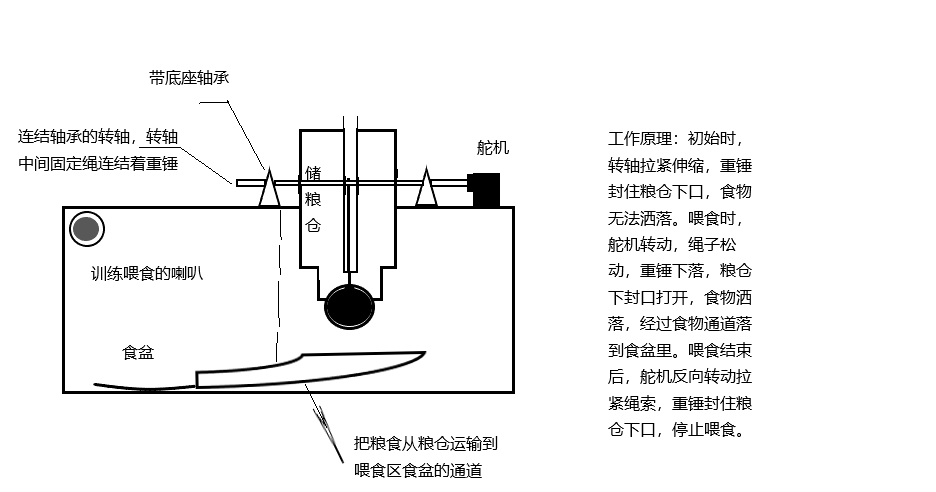 带底座轴承
连结轴承的转轴，转轴
中间固定绳连结着重锤
舵机
储
粮
仓
训练喂食的喇叭
食盆
把粮食从粮仓运输到
喂食区食盆的通道
工作原理：初始时，
转轴拉紧伸缩，重锤
封住粮仓下口，食物
无法洒落。喂食时，
舵机转动，绳子松
动，重锤下落，粮仓
下封口打开，食物洒
落，经过食物通道落
到食盆里。喂食结束
后，舵机反向转动拉
紧绳索，重锤封住粮
仓下口，停止喂食。